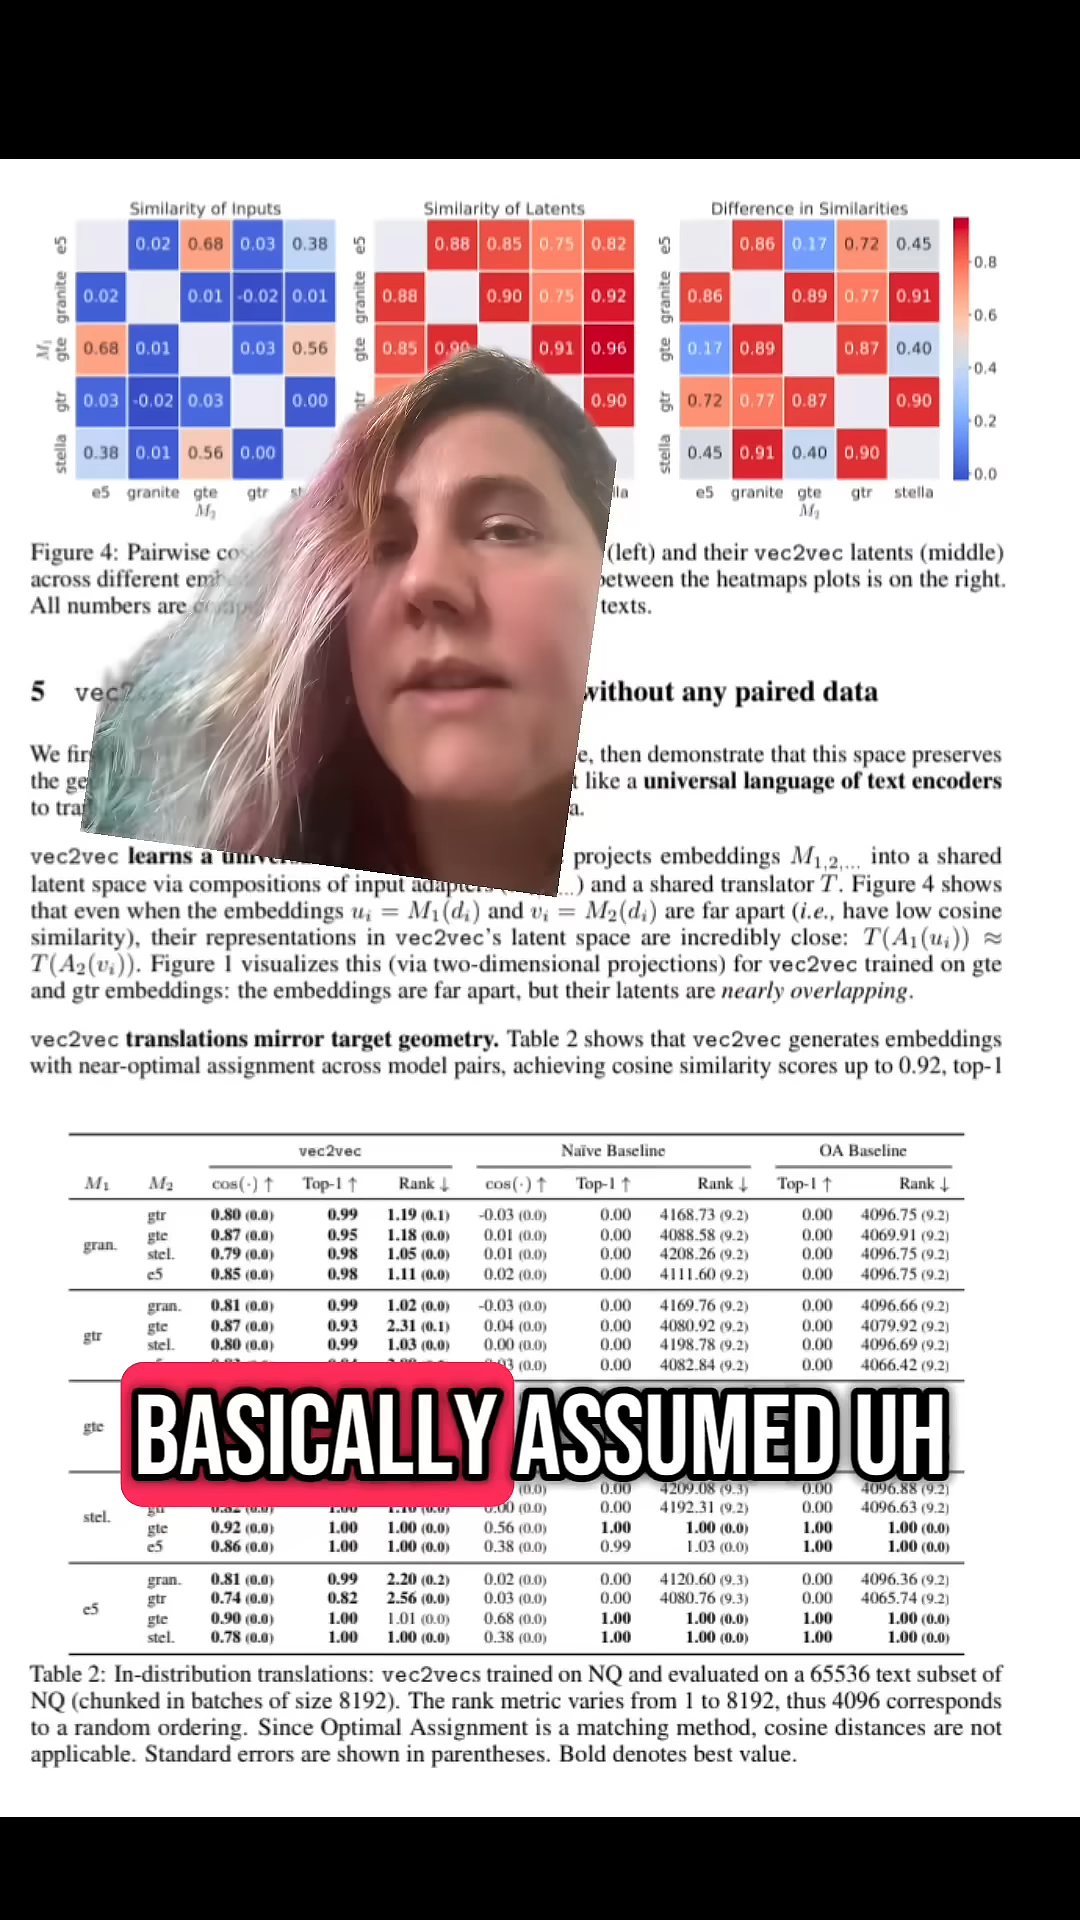 Similarity of Inputs
Similarity of Latents
Difference in Similarities
e5 0.02 0.68 0.03 0.38
granite 0.02 0.01 -0.02 0.01
gte 0.68 0.01 0.03 0.56
gtr 0.03 -0.02 0.03 0.00
stella 0.38 0.01 0.56 0.00
M₁
e5 granite gte gtr
M₂
e5 0.88 0.85 0.75 0.82
granite 0.88 0.90 0.75 0.92
gte 0.85 0.90 0.91 0.96
0.90
e5 0.86 0.17 0.72 0.45
granite 0.86 0.89 0.77 0.91
gte 0.17 0.89 0.87 0.40
gtr 0.72 0.77 0.87 0.90
stella 0.45 0.91 0.40 0.90
e5 granite gte gtr stella
M₂
0.8
0.6
0.4
0.2
0.0
Figure 4: Pairwise (left) and their vec2vec latents (middle)
across different between the heatmaps plots is on the right.
All numbers are texts.
5 without any paired data
We , then demonstrate that this space preserves
the like a universal language of text encoders
to
vec2vec learns a projects embeddings M₁,₂,... into a shared
latent space via compositions of input ...) and a shared translator T. Figure 4 shows
that even when the embeddings uᵢ = M₁(dᵢ) and vᵢ = M₂(dᵢ) are far apart (i.e., have low cosine
similarity), their representations in vec2vec's latent space are incredibly close: T(A₁(uᵢ)) ≈
T(A₂(vᵢ)). Figure 1 visualizes this (via two-dimensional projections) for vec2vec trained on gte
and gtr embeddings: the embeddings are far apart, but their latents are nearly overlapping.
vec2vec translations mirror target geometry. Table 2 shows that vec2vec generates embeddings
with near-optimal assignment across model pairs, achieving cosine similarity scores up to 0.92, top-1
vec2vec Naïve Baseline OA Baseline
M₁ M₂ cos(·) ↑ Top-1 ↑ Rank ↓ cos(·) ↑ Top-1 ↑ Rank ↓ Top-1 ↑ Rank ↓
gran.
gtr 0.80 (0.0) 0.99 1.19 (0.1) -0.03 (0.0) 0.00 4168.73 (9.2) 0.00 4096.75 (9.2)
gte 0.87 (0.0) 0.95 1.18 (0.0) 0.01 (0.0) 0.00 4088.58 (9.2) 0.00 4069.91 (9.2)
stel. 0.79 (0.0) 0.98 1.05 (0.0) 0.01 (0.0) 0.00 4208.26 (9.2) 0.00 4096.75 (9.2)
e5 0.85 (0.0) 0.98 1.11 (0.0) 0.02 (0.0) 0.00 4111.60 (9.2) 0.00 4096.75 (9.2)
gtr
gran. 0.81 (0.0) 0.99 1.02 (0.0) -0.03 (0.0) 0.00 4169.76 (9.2) 0.00 4096.66 (9.2)
gte 0.87 (0.0) 0.93 2.31 (0.1) 0.04 (0.0) 0.00 4080.92 (9.2) 0.00 4079.92 (9.2)
stel. 0.80 (0.0) 0.99 1.03 (0.0) 0.00 (0.0) 0.00 4198.78 (9.2) 0.00 4096.69 (9.2)
(0.0) 0.00 4082.84 (9.2) 0.00 4066.42 (9.2)
gte
BASICALLY ASSUMED UH
stel.
(0.0) 0.00 4209.08 (9.3) 0.00 4096.88 (9.2)
(0.0) 0.00 4192.31 (9.2) 0.00 4096.63 (9.2)
gte 0.92 (0.0) 1.00 1.00 (0.0) 0.56 (0.0) 1.00 1.00 (0.0) 1.00 1.00 (0.0)
e5 0.86 (0.0) 1.00 1.00 (0.0) 0.38 (0.0) 0.99 1.03 (0.0) 1.00 1.00 (0.0)
e5
gran. 0.81 (0.0) 0.99 2.20 (0.2) 0.02 (0.0) 0.00 4120.60 (9.3) 0.00 4096.36 (9.2)
gtr 0.74 (0.0) 0.82 2.56 (0.0) 0.03 (0.0) 0.00 4080.76 (9.3) 0.00 4065.74 (9.2)
gte 0.90 (0.0) 1.00 1.01 (0.0) 0.68 (0.0) 1.00 1.00 (0.0) 1.00 1.00 (0.0)
stel. 0.78 (0.0) 1.00 1.00 (0.0) 0.38 (0.0) 1.00 1.00 (0.0) 1.00 1.00 (0.0)
Table 2: In-distribution translations: vec2vecs trained on NQ and evaluated on a 65536 text subset of
NQ (chunked in batches of size 8192). The rank metric varies from 1 to 8192, thus 4096 corresponds
to a random ordering. Since Optimal Assignment is a matching method, cosine distances are not
applicable. Standard errors are shown in parentheses. Bold denotes best value.